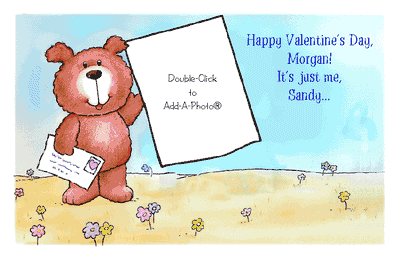 Double-Click
to
Add-A-Photo®
Happy Valentine's Day,
Morgan!
It's just me,
Sandy...